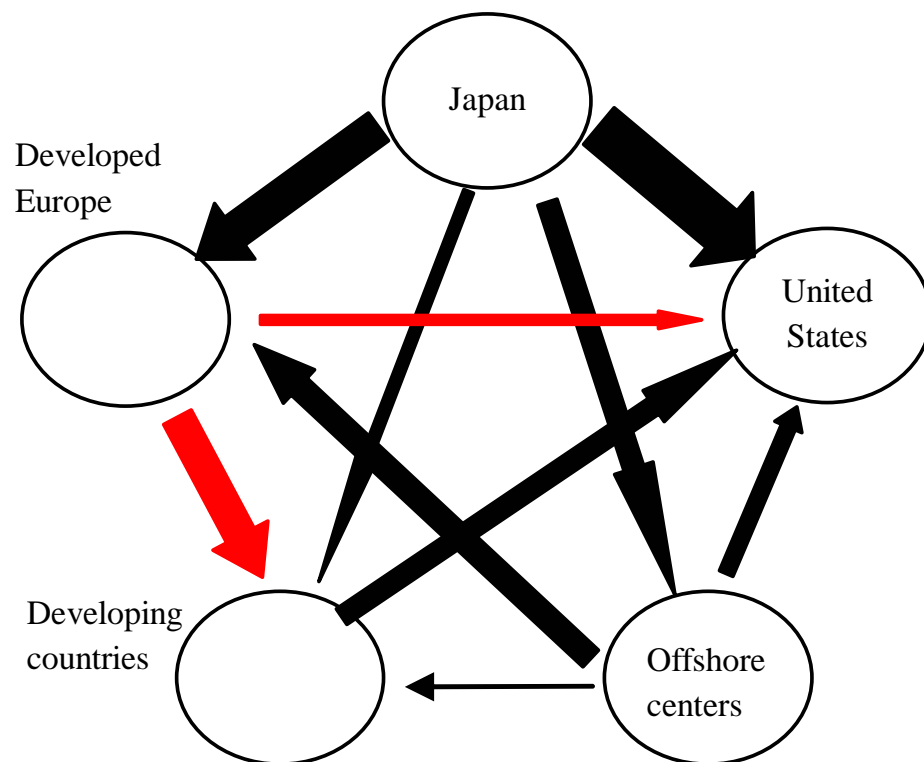 Japan
Developed
Europe
United
States
Developing
countries
Offshore
centers